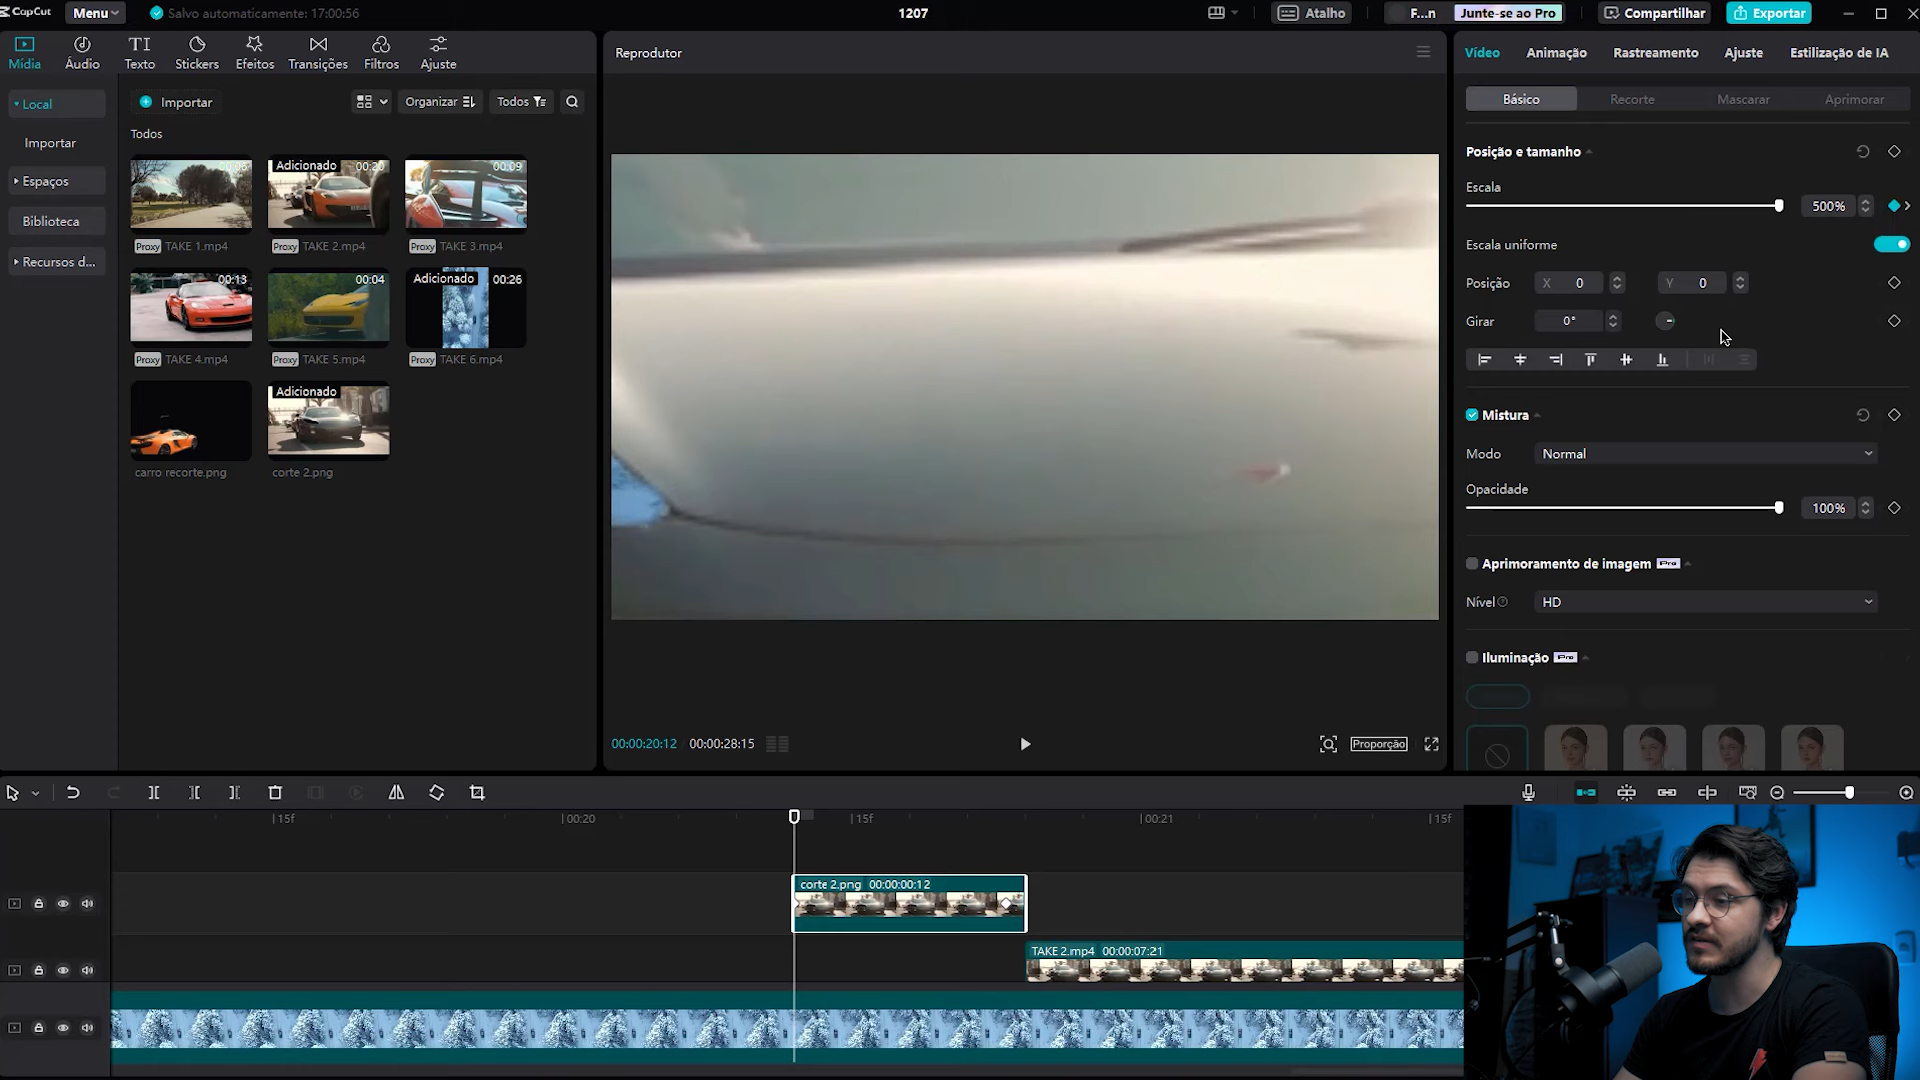 CapCut
Menu
Salvo automaticamente: 17:00:56
1207
Atalho
F...n
Junte-se ao Pro
Compartilhar
Exportar
Mídia
Áudio
TI
Texto
Stickers
Efeitos
Transições
Filtros
Ajuste
Reprodutor
Vídeo
Animação
Rastreamento
Ajuste
Estilização de IA
Local
Importar
Espaços
Biblioteca
Recursos d...
Importar
Organizar
Todos
Todos
Adicionado
00:20
00:09
Proxy TAKE 1.mp4
Proxy TAKE 2.mp4
Proxy TAKE 3.mp4
00:13
00:04
Adicionado
00:26
Proxy TAKE 4.mp4
Proxy TAKE 5.mp4
Proxy TAKE 6.mp4
Adicionado
carro recorte.png
corte 2.png
00:00:20:12
00:00:28:15
Proporção
Básico
Recorte
Mascarar
Aprimorar
Posição e tamanho
Escala
500%
Escala uniforme
Posição
X 0
Y 0
Girar
0°
Mistura
Modo
Normal
Opacidade
100%
Aprimoramento de imagem Pro
Nível
HD
Iluminação Pro
15f
00:20
15f
00:21
15f
corte 2.png 00:00:00:12
TAKE 2.mp4 00:00:07:21